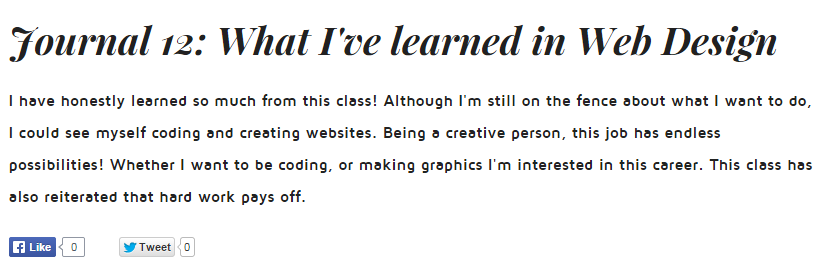 Journal 12: What I've learned in Web Design
I have honestly learned so much from this class! Although I'm still on the fence about what I want to do,
I could see myself coding and creating websites. Being a creative person, this job has endless
possibilities! Whether I want to be coding, or making graphics I'm interested in this career. This class has
also reiterated that hard work pays off.
Like 0 Tweet 0